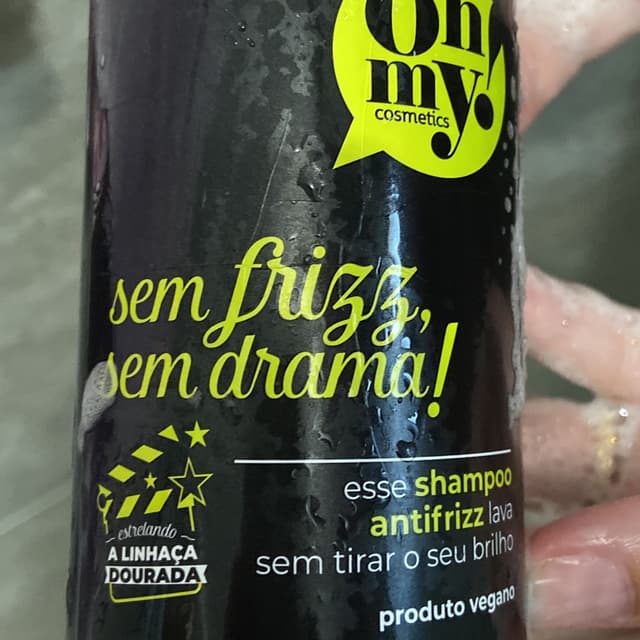 Oh
my!
cosmetics
sem frizz,
sem drama!
esse shampoo
antifrizz lava
sem tirar o seu brilho
estrelando
A LINHAÇA
DOURADA
produto vegano